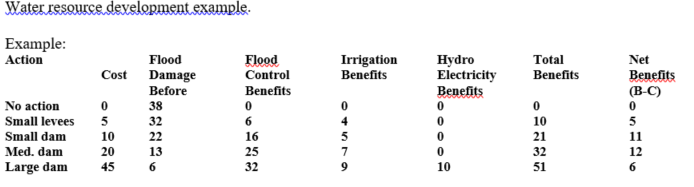 Water resource development example.
Example:
Action Flood Flood Irrigation Hydro Total Net
Cost Damage Control Benefits Electricity Benefits Benefits
Before Benefits Benefits (B-C)
No action 0 38 0 0 0 0 0
Small levees 5 32 6 4 0 10 5
Small dam 10 22 16 5 0 21 11
Med. dam 20 13 25 7 0 32 12
Large dam 45 6 32 9 10 51 6